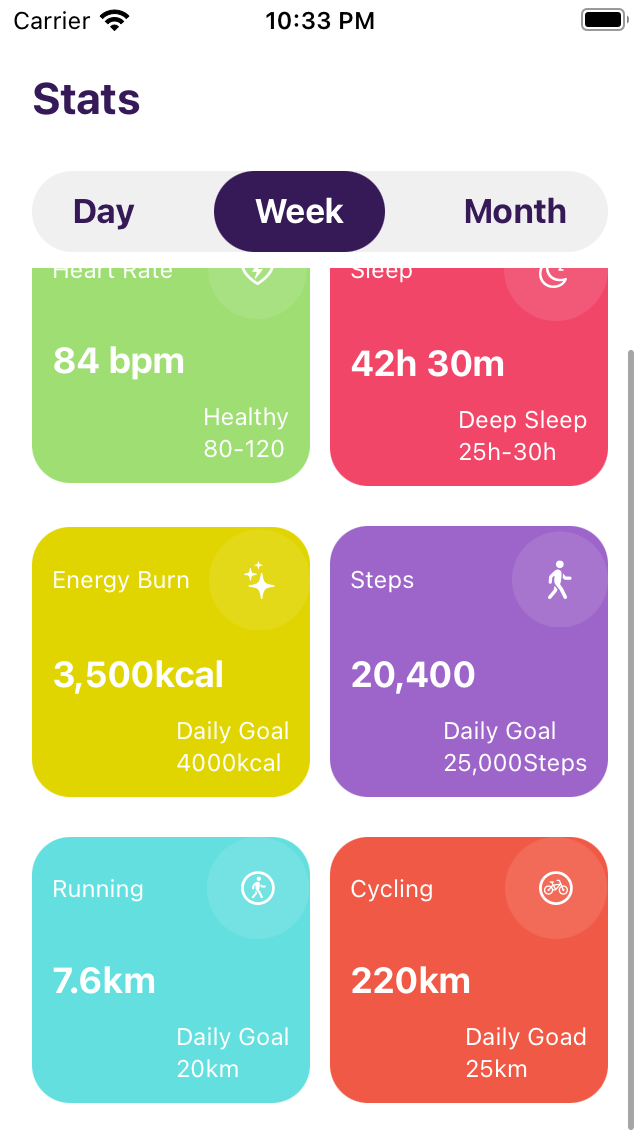 Carrier 10:33 PM
Stats
Day Week Month
Heart Rate
84 bpm
Healthy
80-120
Sleep
42h 30m
Deep Sleep
25h-30h
Energy Burn
3,500kcal
Daily Goal
4000kcal
Steps
20,400
Daily Goal
25,000Steps
Running
7.6km
Daily Goal
20km
Cycling
220km
Daily Goad
25km